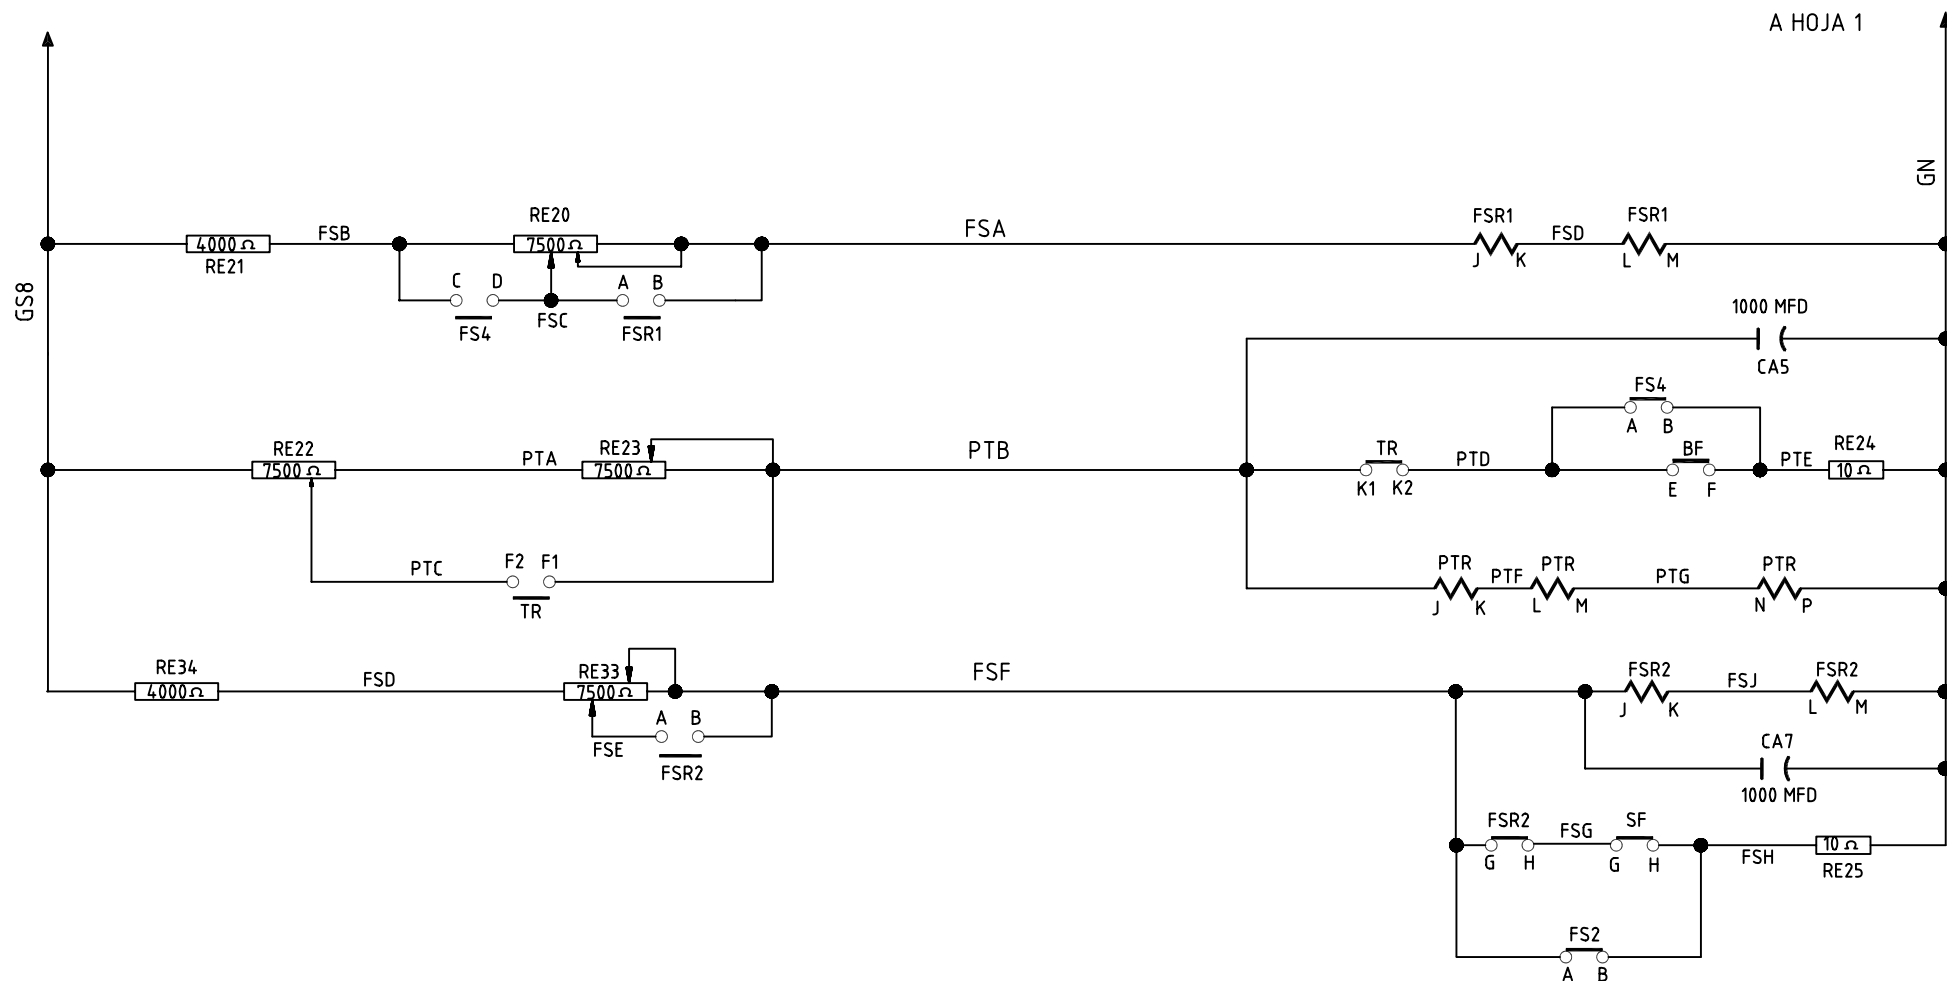 A HOJA 1
GS8
GN
RE20
FSB
4000 Ω
7500 Ω
RE21
FSA
FSR1
FSD
FSR1
J
K
L
M
C
D
A
B
FSC
FS4
FSR1
1000 MFD
CA5
FS4
A
B
RE22
7500 Ω
PTA
RE23
7500 Ω
PTB
TR
K1
K2
PTD
BF
E
F
PTE
RE24
10 Ω
PTC
F2
F1
TR
PTR
J
K
PTF
PTR
L
M
PTG
PTR
N
P
RE34
4000Ω
FSD
RE33
7500 Ω
A
B
FSE
FSR2
FSF
FSR2
J
K
FSJ
FSR2
L
M
CA7
1000 MFD
FSR2
G
H
FSG
SF
G
H
FSH
10 Ω
RE25
FS2
A
B